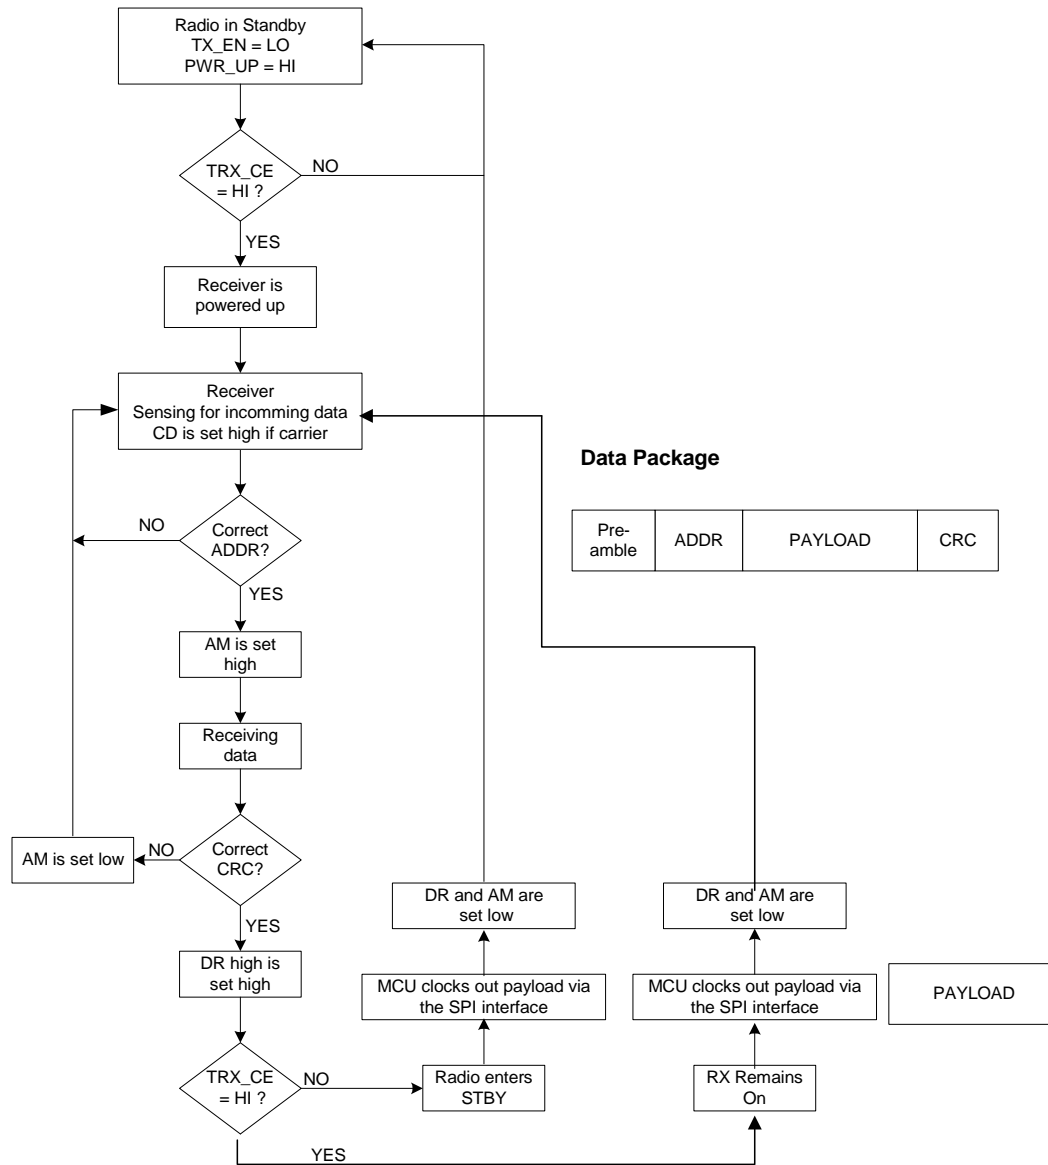 Radio in Standby
TX_EN = LO
PWR_UP = HI
TRX_CE
= HI ?
NO
YES
Receiver is
powered up
Receiver
Sensing for incomming data
CD is set high if carrier
Data Package
Pre-
amble
ADDR
PAYLOAD
CRC
NO
Correct
ADDR?
YES
AM is set
high
Receiving
data
AM is set low
NO
Correct
CRC?
YES
DR high is
set high
TRX_CE
= HI ?
NO
YES
Radio enters
STBY
MCU clocks out payload via
the SPI interface
DR and AM are
set low
RX Remains
On
MCU clocks out payload via
the SPI interface
DR and AM are
set low
PAYLOAD